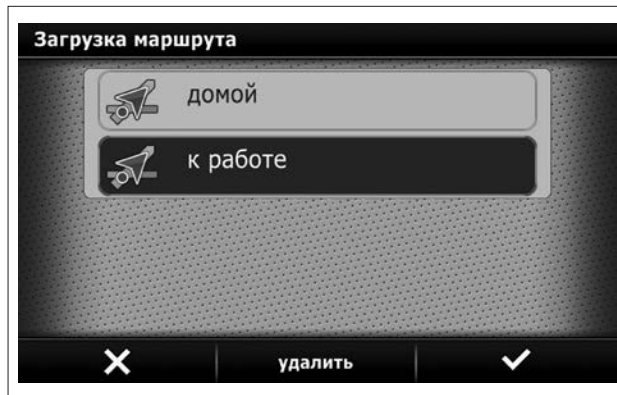 Загрузка маршрута
домой
к работе
удалить